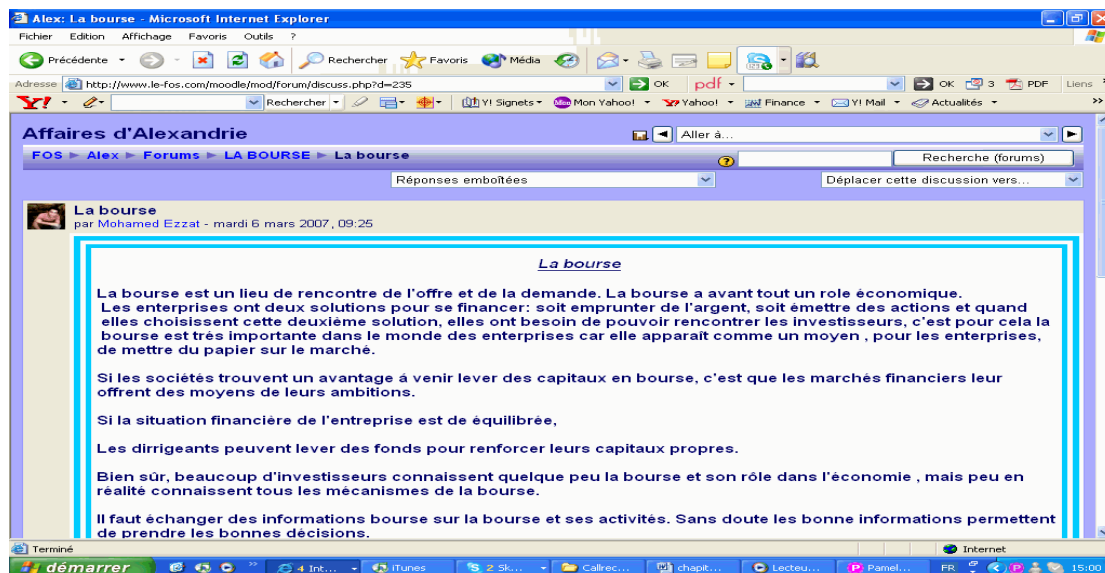 Alex: La bourse - Microsoft Internet Explorer
Fichier Edition Affichage Favoris Outils ?
Précédente Rechercher Favoris Média
Adresse http://www.le-fos.com/moodle/mod/forum/discuss.php?d=235 OK pdf OK 3 PDF Liens
Y! Rechercher Y! Signets Mon Yahoo! Yahoo! Finance Y! Mail Actualités
Affaires d'Alexandrie Aller à...
FOS ► Alex ► Forums ► LA BOURSE ► La bourse Recherche (forums)
Réponses emboîtées Déplacer cette discussion vers...
La bourse
par Mohamed Ezzat - mardi 6 mars 2007, 09:25
La bourse
La bourse est un lieu de rencontre de l'offre et de la demande. La bourse a avant tout un role économique.
Les enterprises ont deux solutions pour se financer: soit emprunter de l'argent, soit émettre des actions et quand
elles choisissent cette deuxième solution, elles ont besoin de pouvoir rencontrer les investisseurs, c'est pour cela la
bourse est trés importante dans le monde des enterprises car elle apparaît comme un moyen , pour les enterprises,
de mettre du papier sur le marché.
Si les sociétés trouvent un avantage á venir lever des capitaux en bourse, c'est que les marchés financiers leur
offrent des moyens de leurs ambitions.
Si la situation financière de l'entreprise est de équilibrée,
Les dirrigeants peuvent lever des fonds pour renforcer leurs capitaux propres.
Bien sûr, beaucoup d'investisseurs connaissent quelque peu la bourse et son rôle dans l'économie , mais peu en
réalité connaissent tous les mécanismes de la bourse.
Il faut échanger des informations bourse sur la bourse et ses activités. Sans doute les bonne informations permettent
de prendre les bonnes décisions.
Terminé Internet
démarrer 4 Int... iTunes 2 Sk... Callrec... chapit... Lecteu... Pamel... FR 15:00